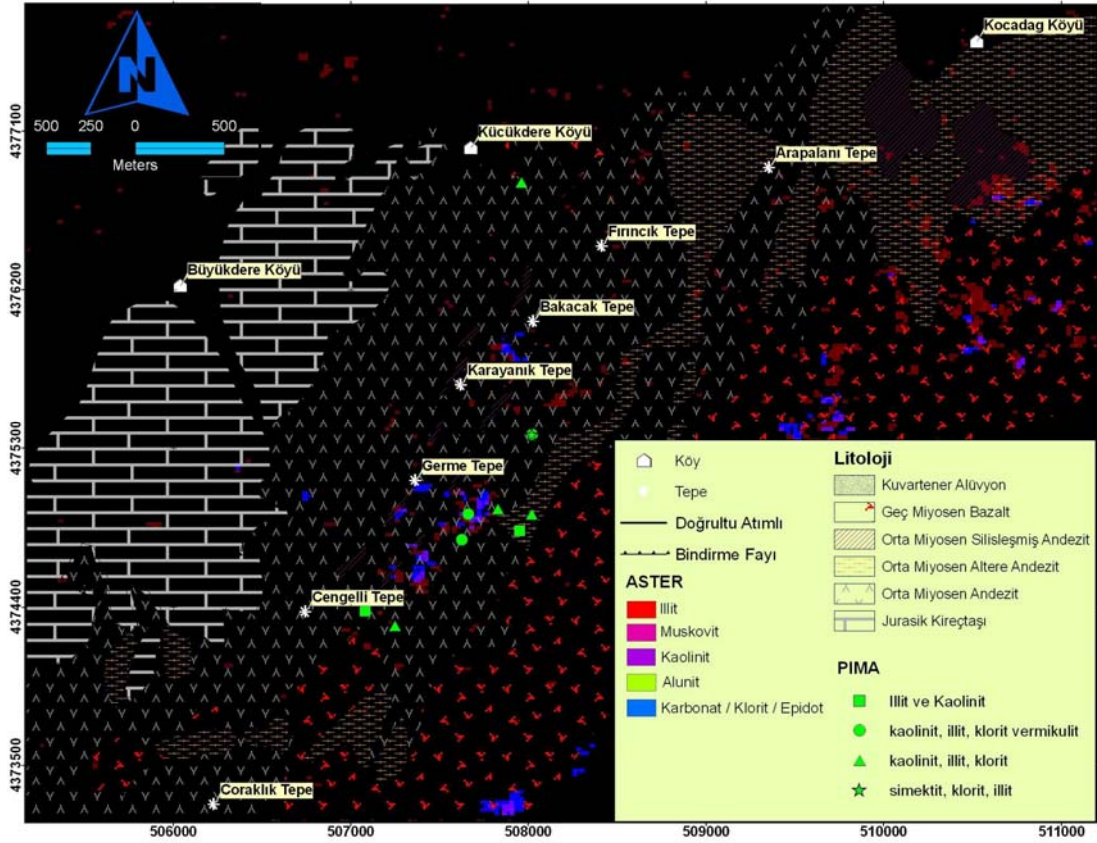 N
500 250 0 500
Meters
Kocadag Köyü
Kücükdere Köyü
Arapalanı Tepe
Fırıncık Tepe
Büyükdere Köyü
Bakacak Tepe
Karayanık Tepe
Germe Tepe
Cengelli Tepe
Coraklık Tepe
4377100
4376200
4375300
4374400
4373500
506000 507000 508000 509000 510000 511000
Köy
Tepe
Doğrultu Atımlı
Bindirme Fayı
ASTER
Illit
Muskovit
Kaolinit
Alunit
Karbonat / Klorit / Epidot
Litoloji
Kuvartener Alüvyon
Geç Miyosen Bazalt
Orta Miyosen Silisleşmiş Andezit
Orta Miyosen Altere Andezit
Orta Miyosen Andezit
Jurasik Kireçtaşı
PIMA
Illit ve Kaolinit
kaolinit, illit, klorit vermikulit
kaolinit, illit, klorit
simektit, klorit, illit